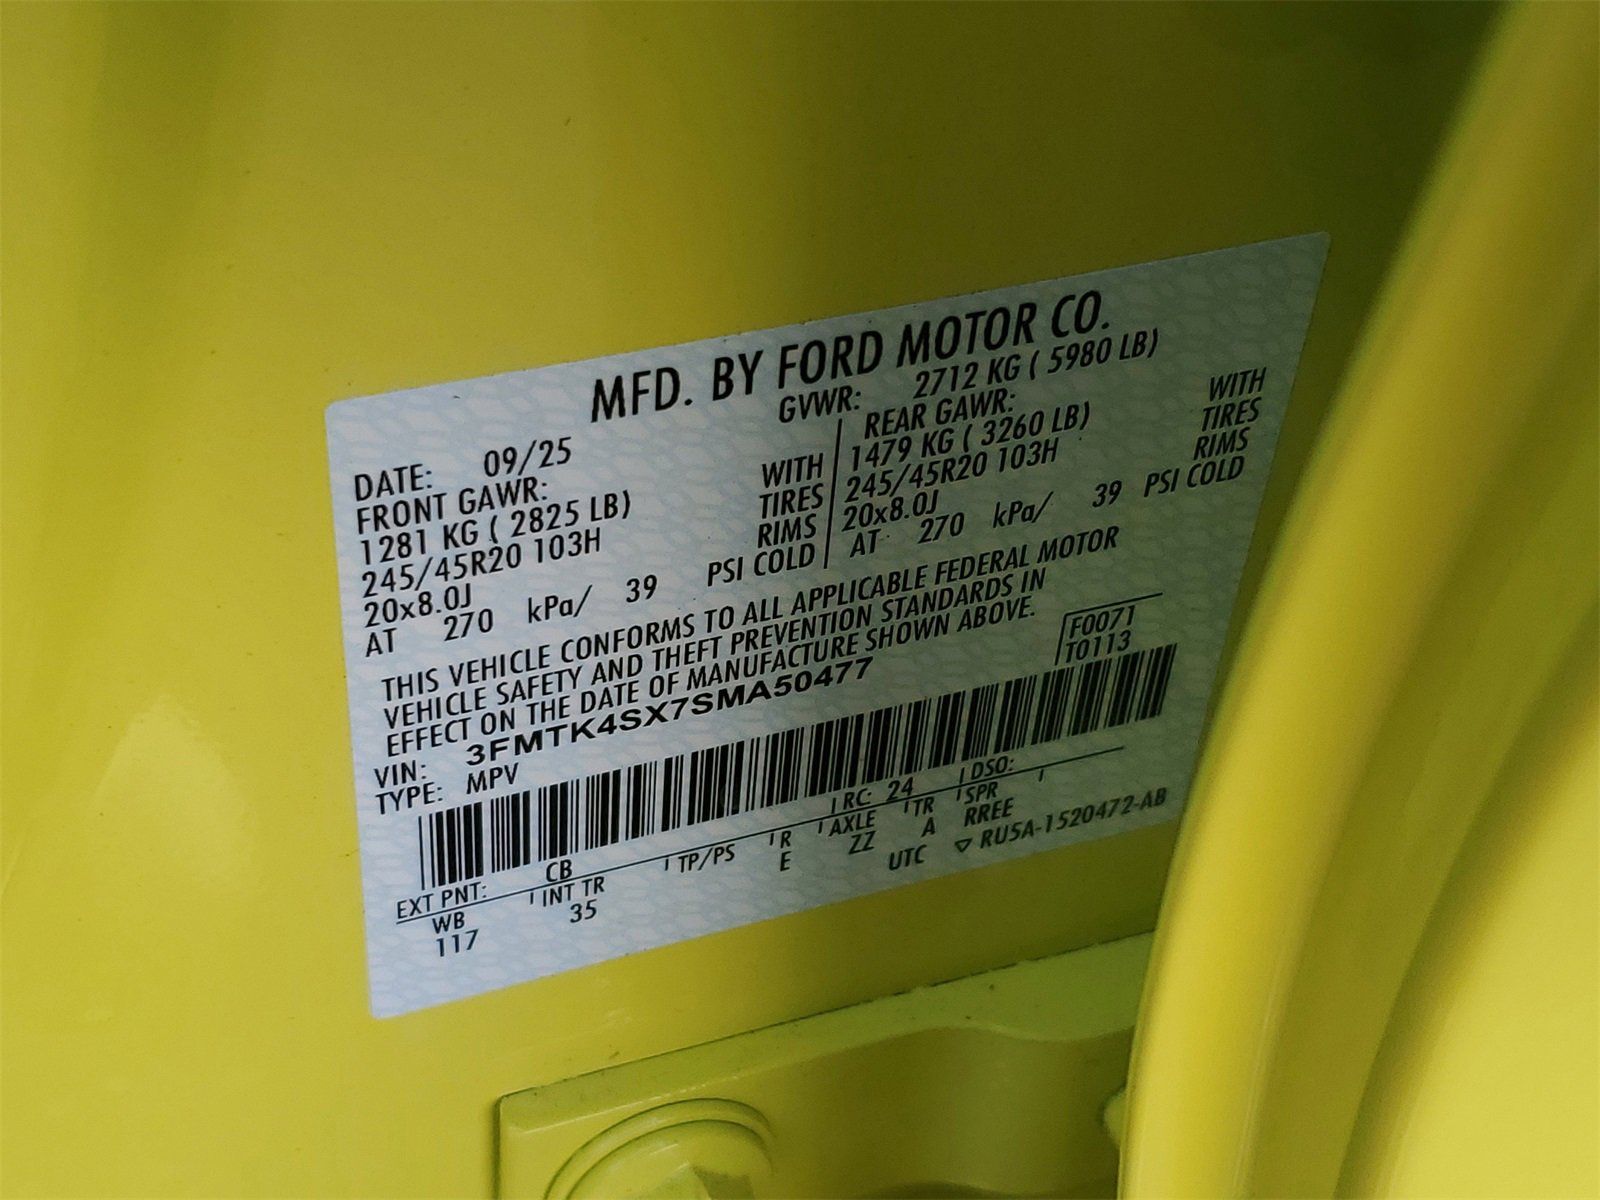 MFD. BY FORD MOTOR CO.
DATE: 09/25 GVWR: 2712 KG ( 5980 LB)
FRONT GAWR: REAR GAWR:
1281 KG ( 2825 LB) WITH 1479 KG ( 3260 LB) WITH
245/45R20 103H TIRES 245/45R20 103H TIRES
20x8.0J RIMS 20x8.0J RIMS
AT 270 kPa/ 39 PSI COLD AT 270 kPa/ 39 PSI COLD
THIS VEHICLE CONFORMS TO ALL APPLICABLE FEDERAL MOTOR
VEHICLE SAFETY AND THEFT PREVENTION STANDARDS IN
EFFECT ON THE DATE OF MANUFACTURE SHOWN ABOVE.
VIN: 3FMTK4SX7SMA50477 F0071
TYPE: MPV T0113
EXT PNT: CB RC: 24 DSO:
WB INT TR TP/PS R AXLE TR SPR
117 35 E ZZ A RREE
UTC ▽ RU5A-1520472-AB